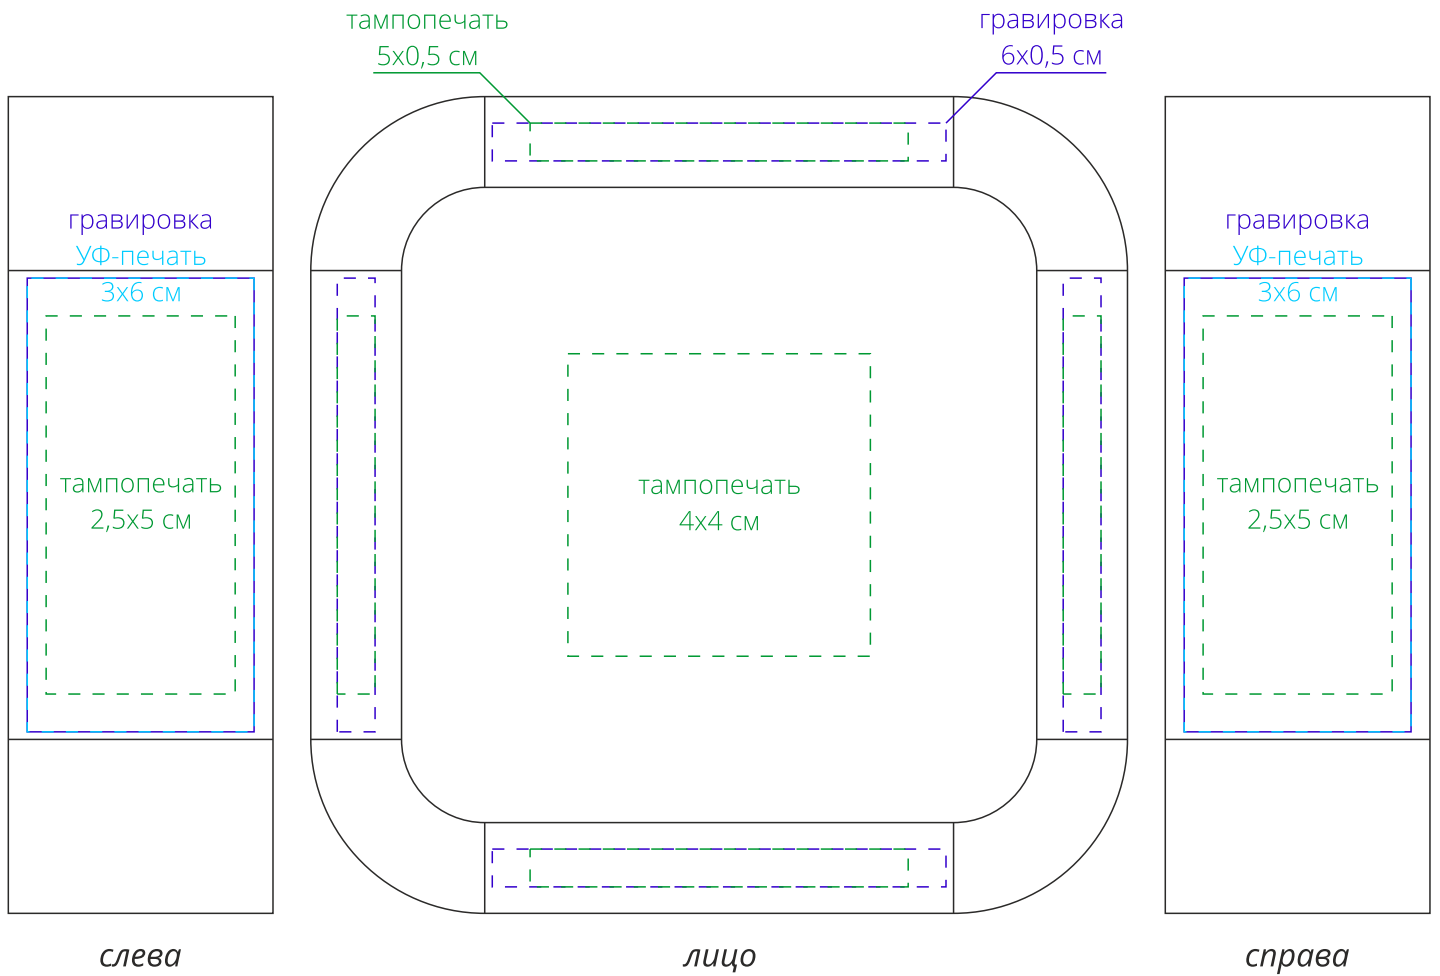 тампопечать
5х0,5 см
гравировка
6х0,5 см
гравировка
УФ-печать
3х6 см
тампопечать
2,5х5 см
тампопечать
4х4 см
гравировка
УФ-печать
3х6 см
тампопечать
2,5х5 см
слева
лицо
справа